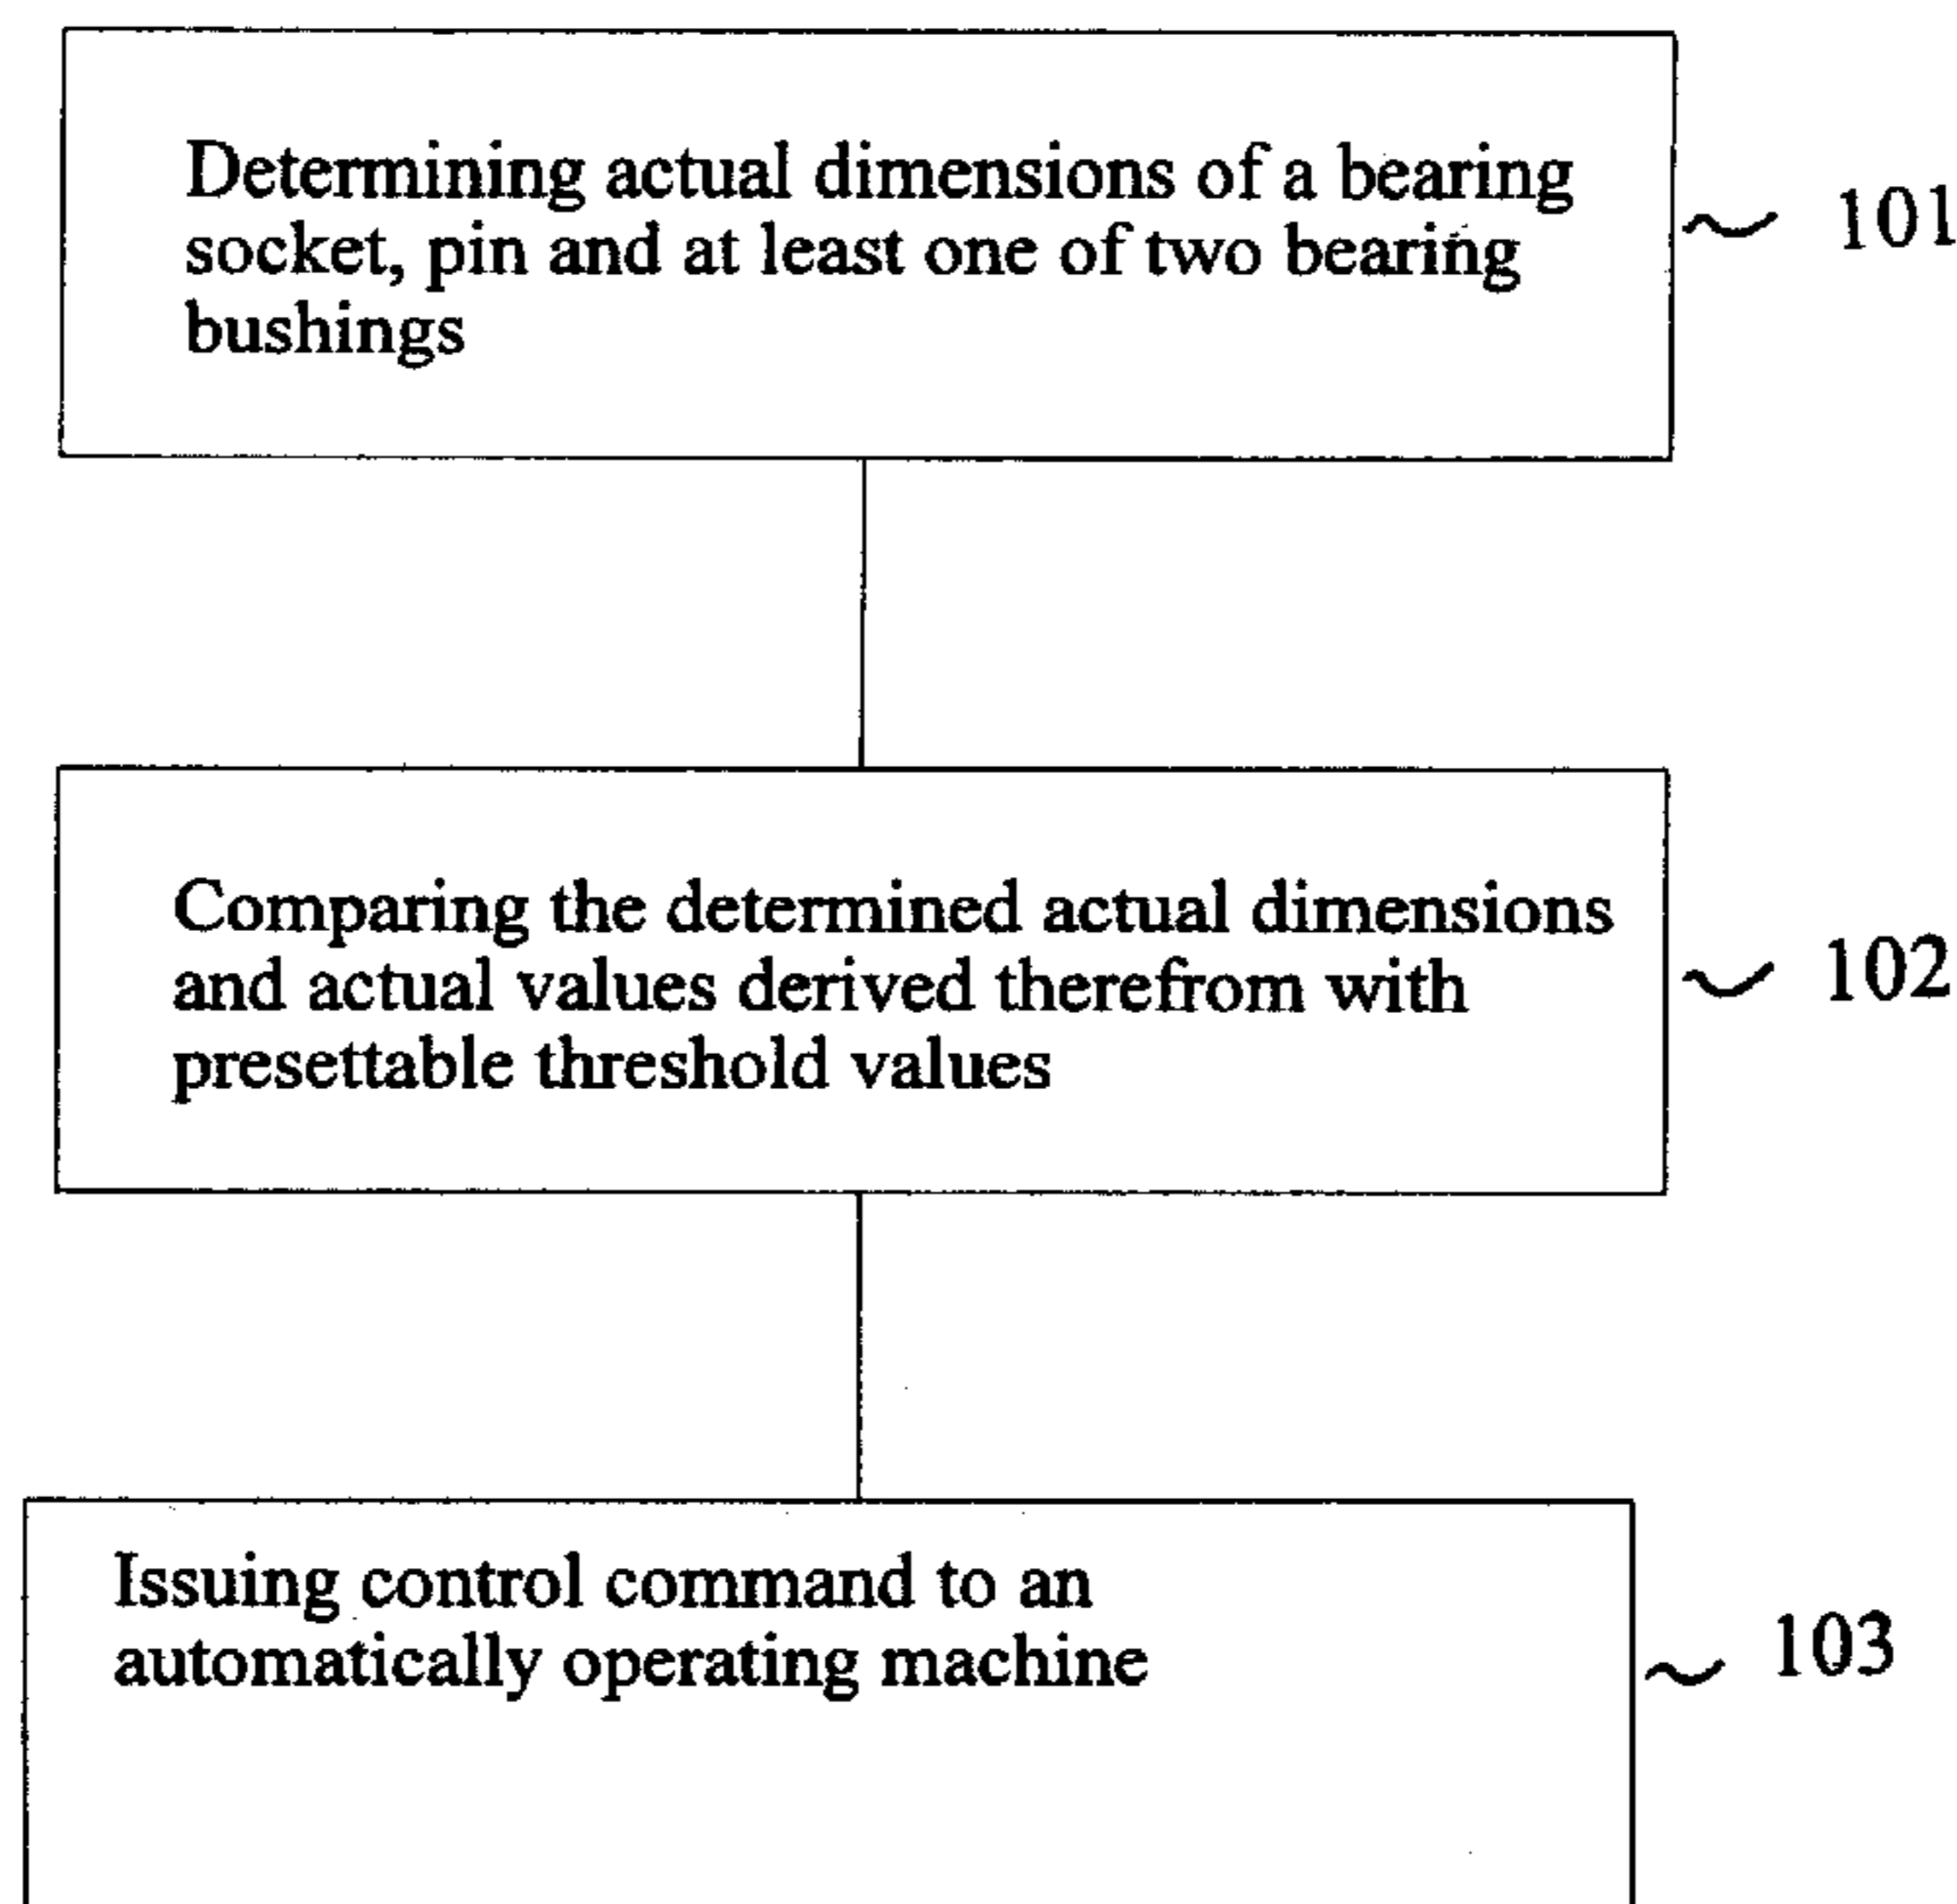 Determining actual dimensions of a bearing
socket, pin and at least one of two bearing
bushings
101
Comparing the determined actual dimensions
and actual values derived therefrom with
presettable threshold values
102
Issuing control command to an
automatically operating machine
103